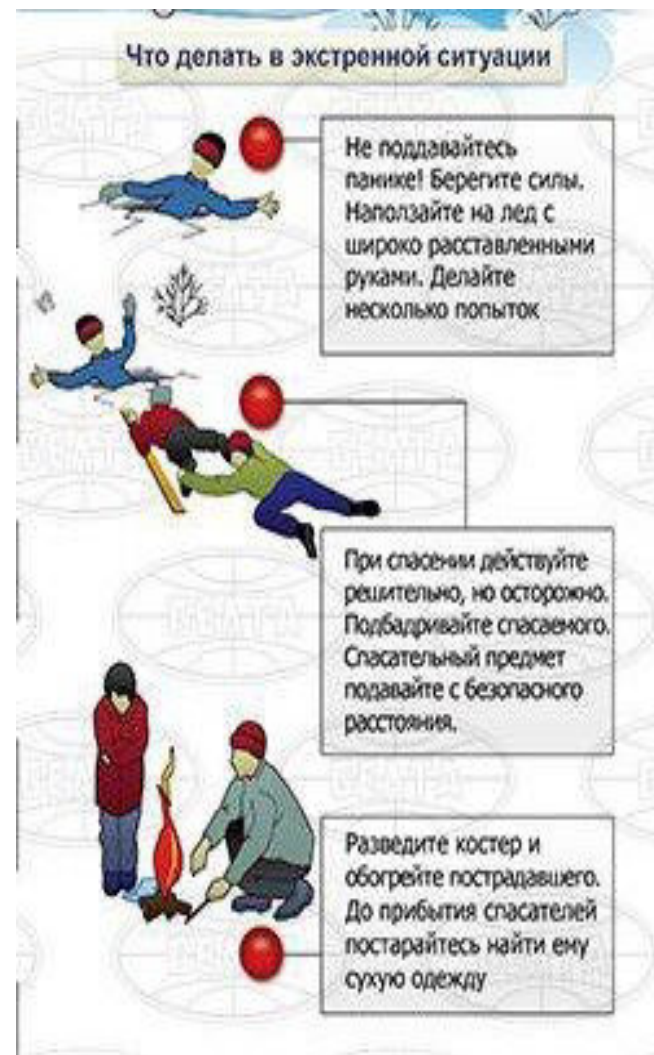 Что делать в экстренной ситуации
Не поддавайтесь
панике! Берегите силы.
Наползайте на лед с
широко расставленными
руками. Делайте
несколько попыток
При спасении действуйте
решительно, но осторожно.
Подбадривайте спасаемого.
Спасательный предмет
подавайте с безопасного
расстояния.
Разведите костер и
обогрейте пострадавшего.
До прибытия спасателей
постарайтесь найти ему
сухую одежду